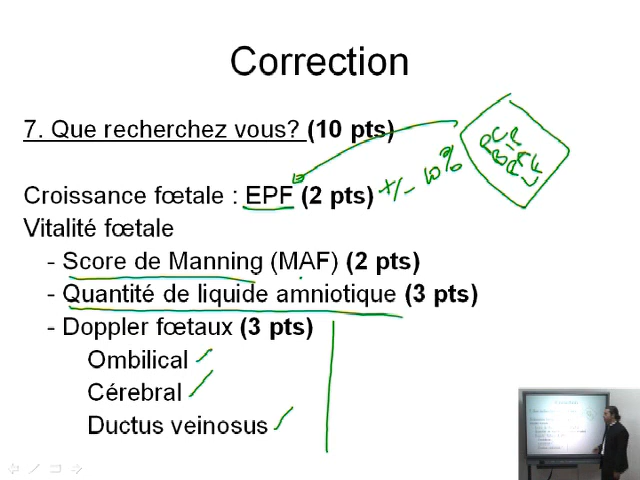 Correction
7. Que recherchez vous? (10 pts)
Croissance fœtale : EPF (2 pts) +/- 10%
Vitalité fœtale
- Score de Manning (MAF) (2 pts)
- Quantité de liquide amniotique (3 pts)
- Doppler fœtaux (3 pts)
Ombilical
Cérébral
Ductus veinosus